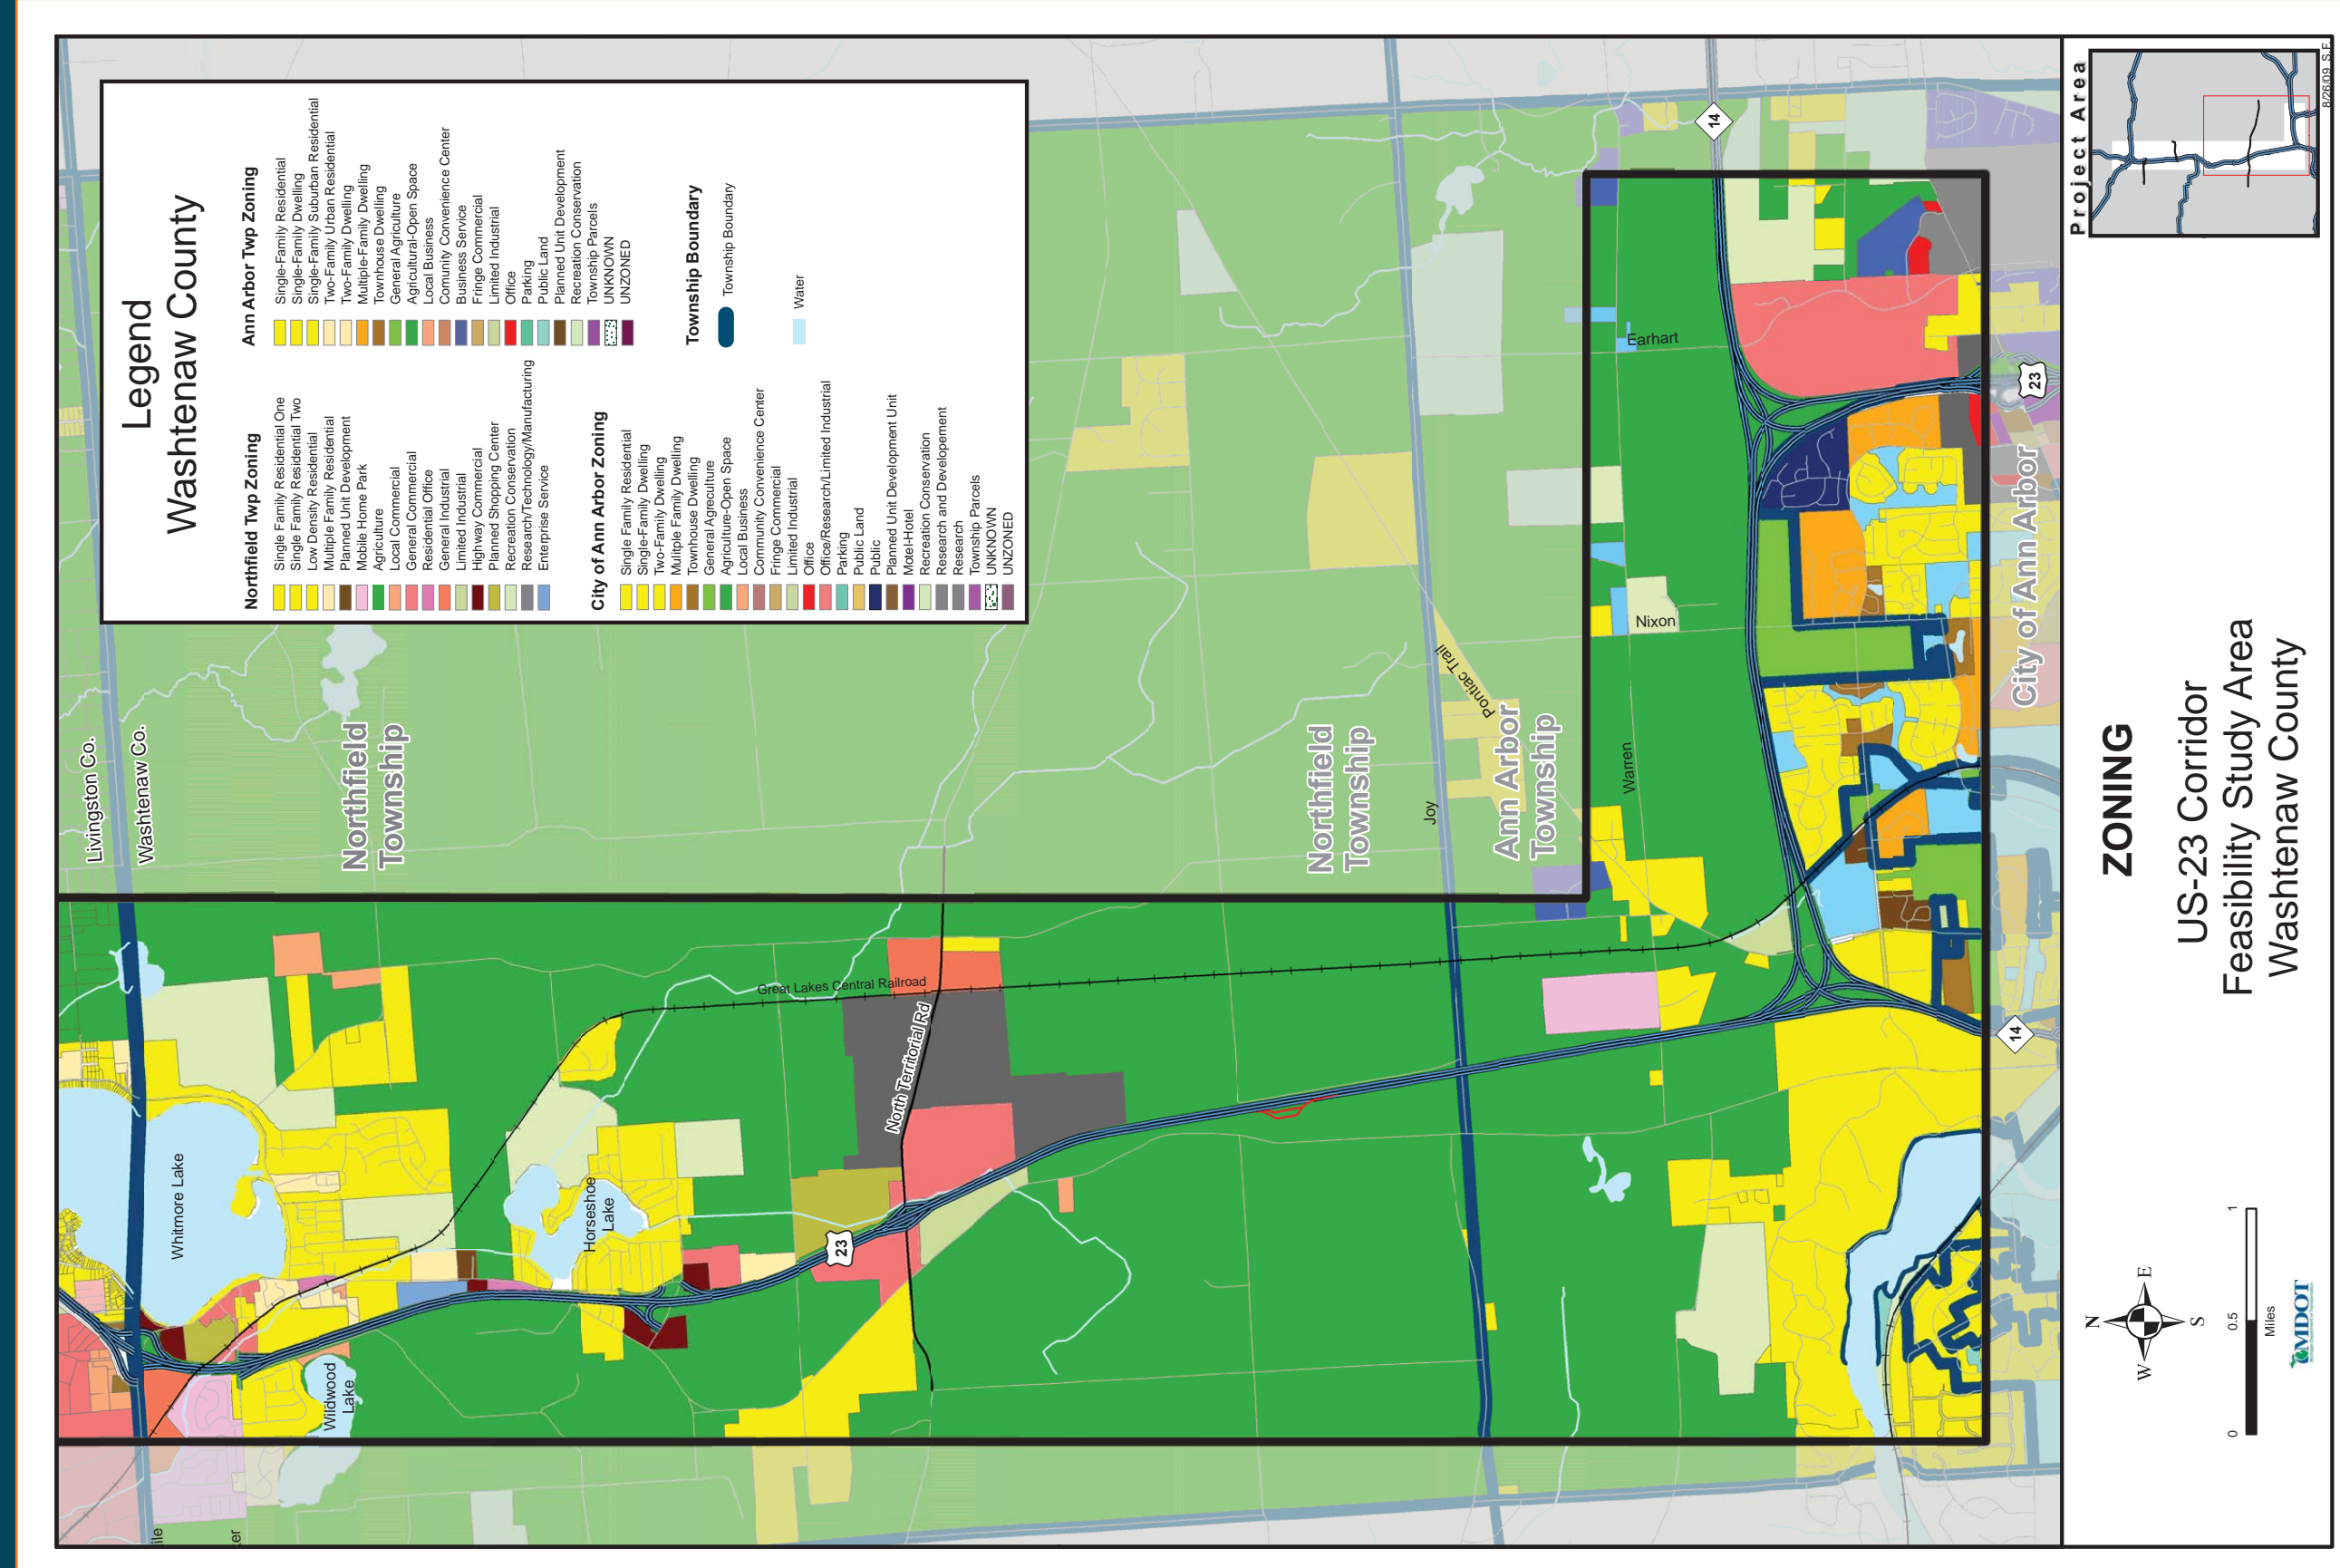 Legend
Washtenaw County
Northfield Twp Zoning
Single Family Residential One
Single Family Residential Two
Low Density Residential
Multiple Family Residential
Planned Unit Development
Mobile Home Park
Agriculture
Local Commercial
General Commercial
Residential Office
General Industrial
Limited Industrial
Highway Commercial
Planned Shopping Center
Recreation Conservation
Research/Technology/Manufacturing
Enterprise Service
City of Ann Arbor Zoning
Single Family Residential
Single-Family Dwelling
Two-Family Dwelling
Mulitple Family Dwelling
Townhouse Dwelling
General Agreculture
Agriculture-Open Space
Local Business
Community Convenience Center
Fringe Commercial
Limited Industrial
Office
Office/Research/Limited Industrial
Parking
Public Land
Public
Planned Unit Development Unit
Motel-Hotel
Recreation Conservation
Research and Developement
Research
Township Parcels
UNKNOWN
UNZONED
Ann Arbor Twp Zoning
Single-Family Residential
Single-Family Dwelling
Single-Family Suburban Residential
Two-Family Urban Residential
Two-Family Dwelling
Multiple-Family Dwelling
Townhouse Dwelling
General Agriculture
Agricultural-Open Space
Local Business
Comunity Convenience Center
Business Service
Fringe Commercial
Limited Industrial
Office
Parking
Public Land
Planned Unit Development
Recreation Conservation
Township Parcels
UNKNOWN
UNZONED
Township Boundary
Township Boundary
Water
Livingston Co.
Washtenaw Co.
Northfield
Township
Whitmore Lake
Wildwood
Lake
Horseshoe
Lake
Great Lakes Central Railroad
North Territorial Rd
23
Northfield
Township
Joy
Pontiac Trail
Ann Arbor
Township
Warren
Nixon
Earhart
14
23
14
City of Ann Arbor
ile
er
ZONING
US-23 Corridor
Feasibility Study Area
Washtenaw County
Project Area
8/26/09 S.F.
N
W
E
S
0
0.5
1
Miles
MDOT